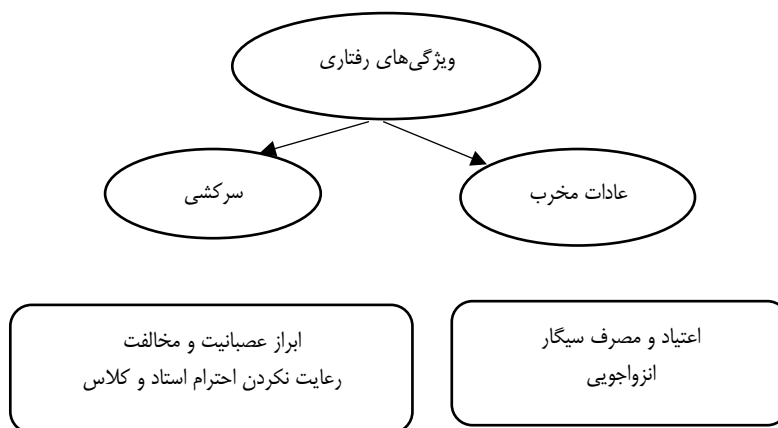 ویژگی‌های رفتاری
عادات مخرب
سرکشی
اعتیاد و مصرف سیگار
انزواجویی
ابراز عصبانیت و مخالفت
رعایت نکردن احترام استاد و کلاس